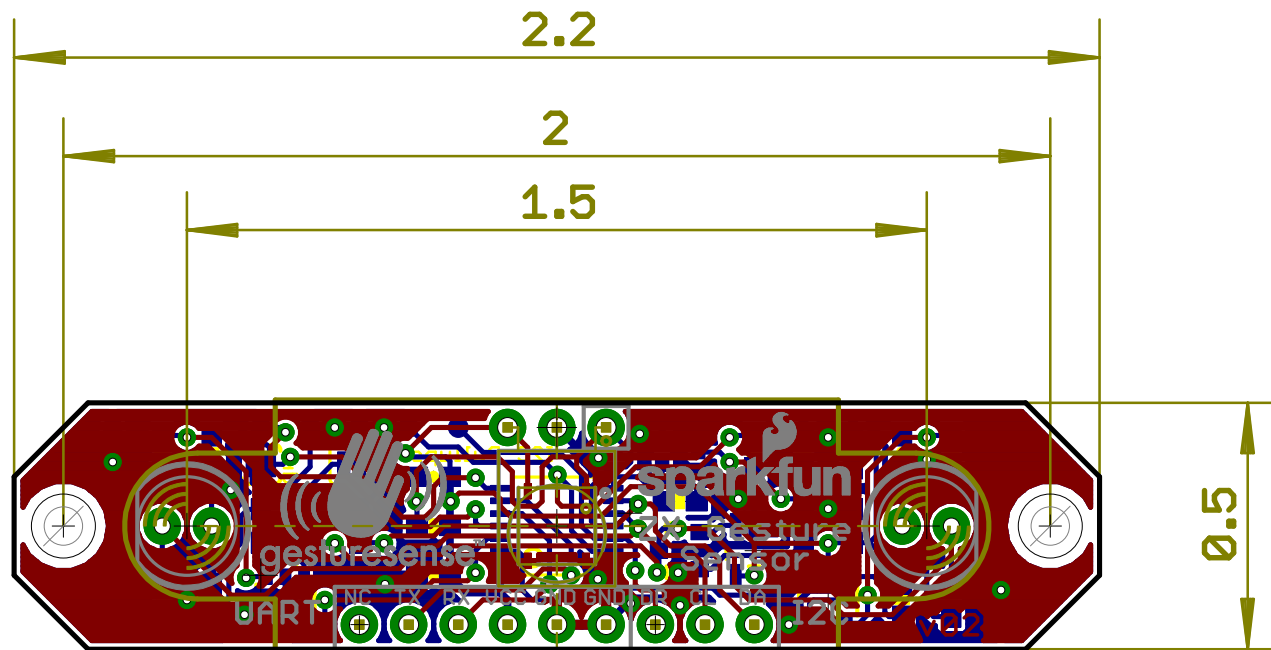 2.2
2
1.5
0.5
sparkfun
gesturesense™
ZX Gesture
Sensor
UART
NC TX RX VCC GND GND DR CL DA
I2C
v02